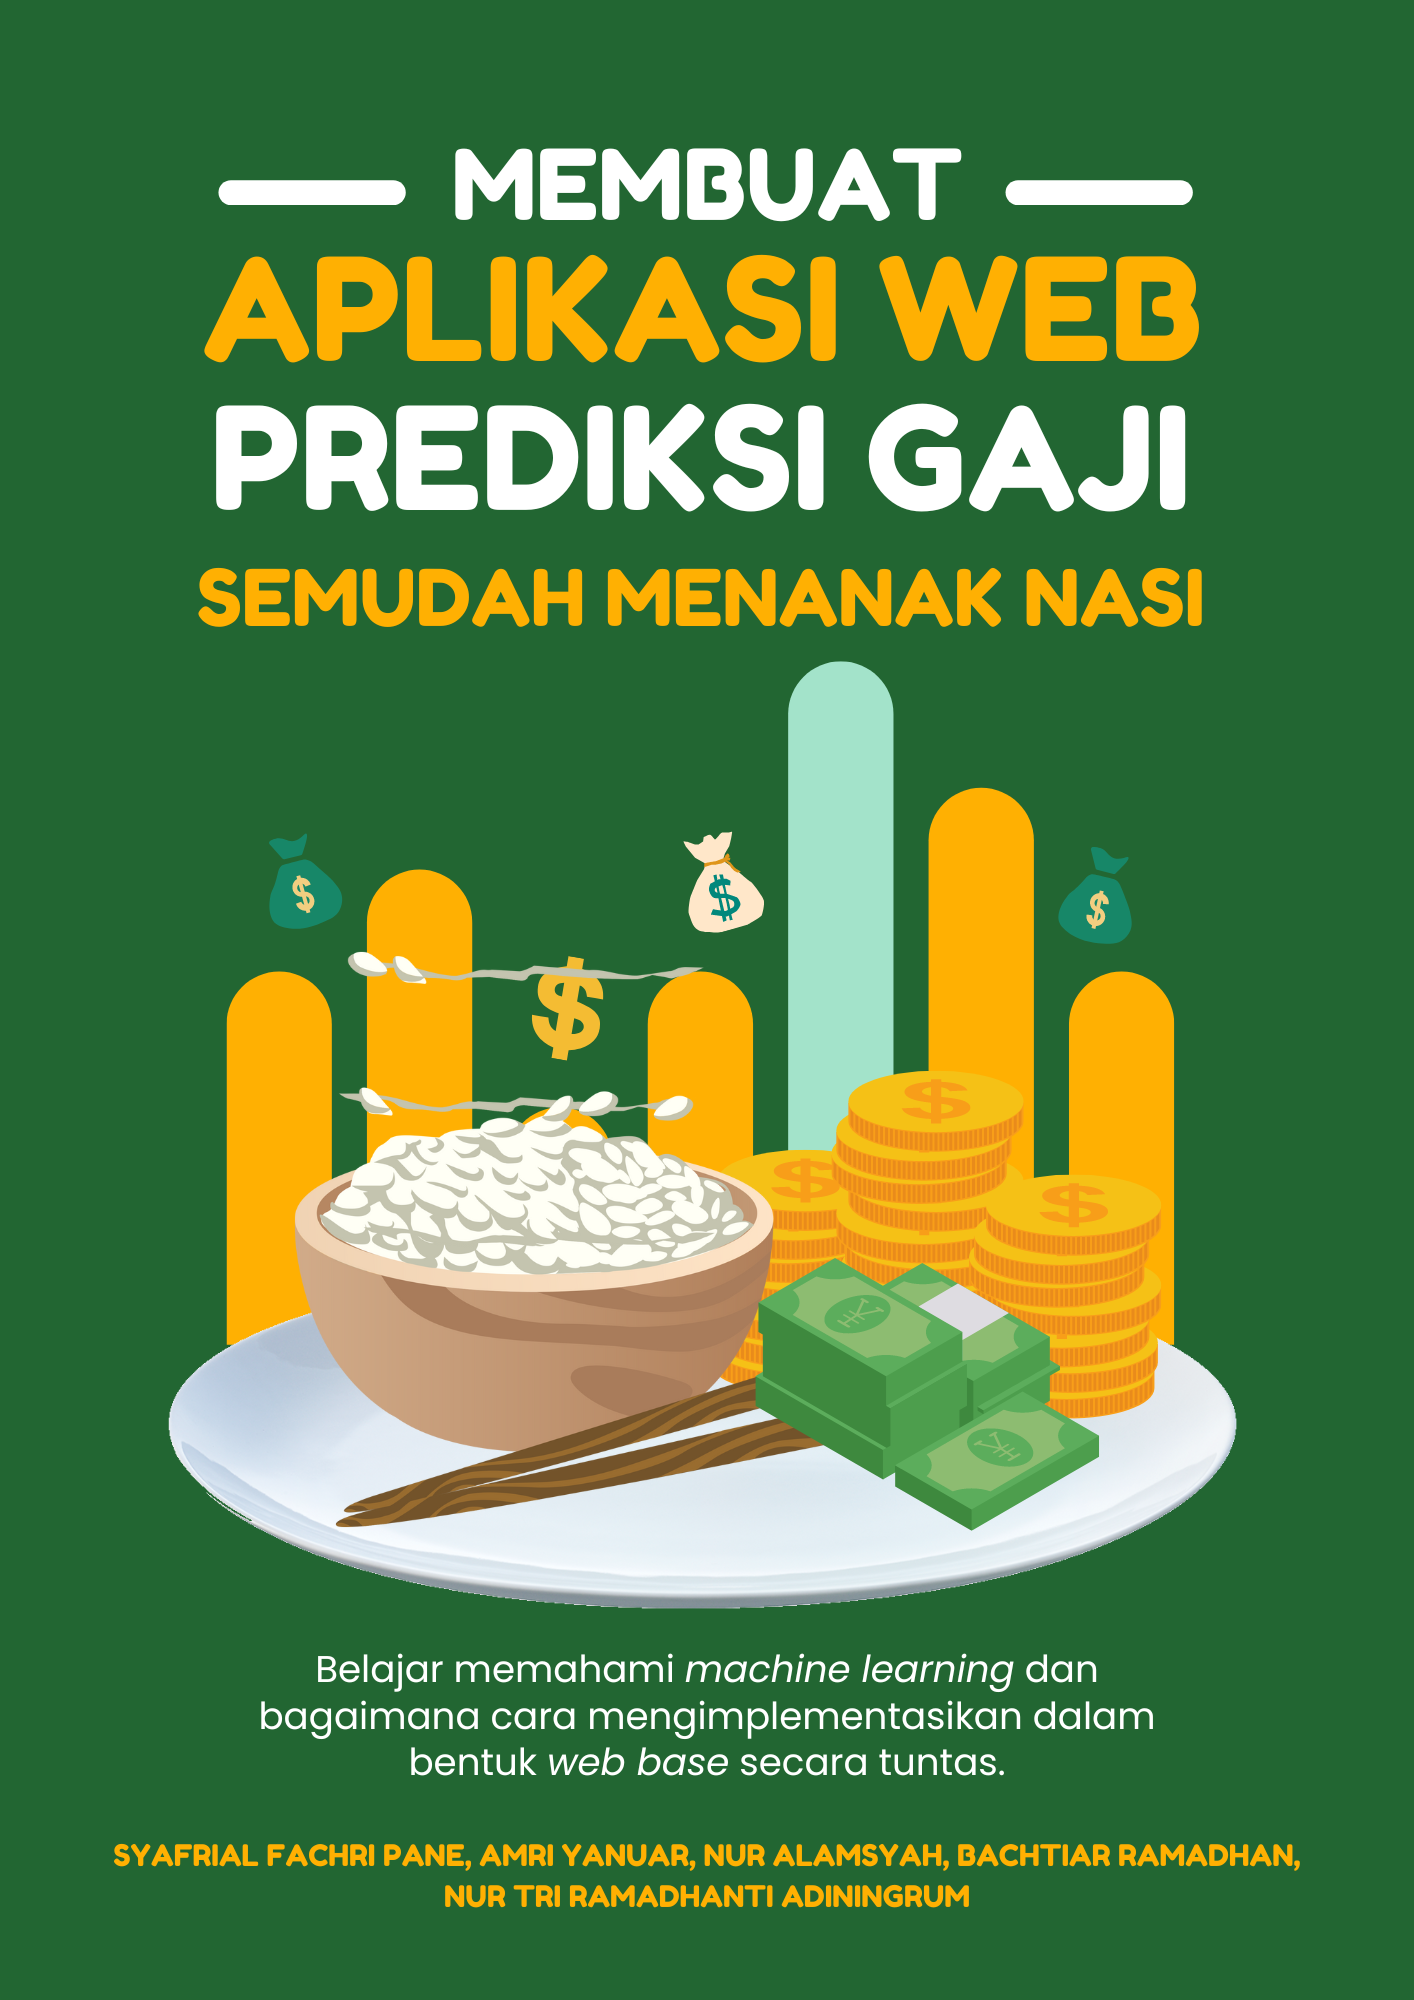 MEMBUAT
APLIKASI WEB
PREDIKSI GAJI
SEMUDAH MENANAK NASI
$
$
$
$
$
$
$
Belajar memahami machine learning dan
bagaimana cara mengimplementasikan dalam
bentuk web base secara tuntas.
SYAFRIAL FACHRI PANE, AMRI YANUAR, NUR ALAMSYAH, BACHTIAR RAMADHAN,
NUR TRI RAMADHANTI ADININGRUM